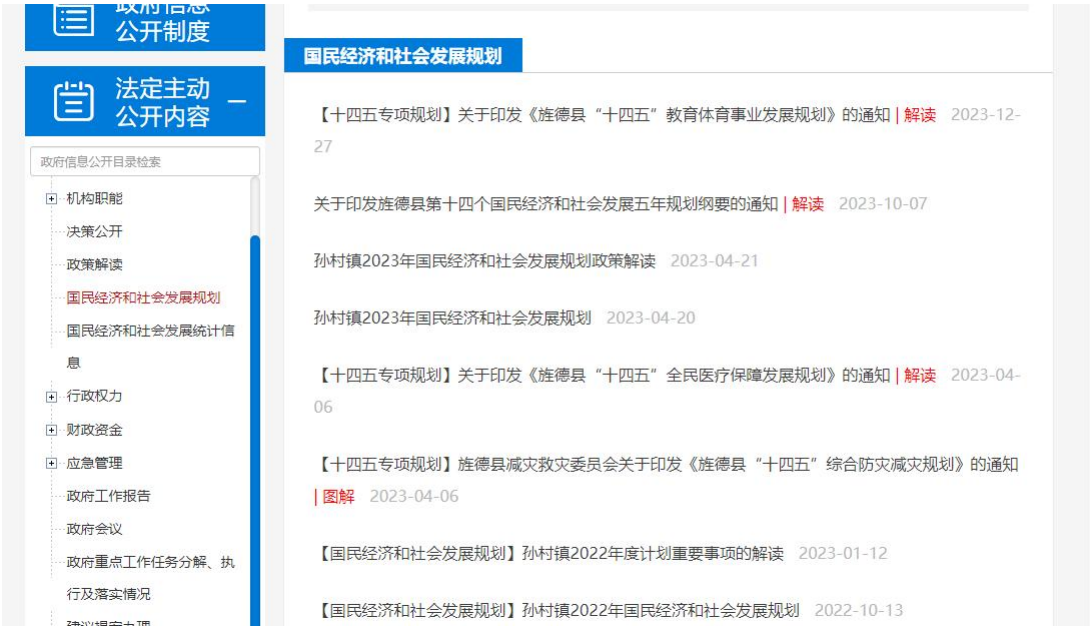 政府信息
公开制度
法定主动
公开内容
政府信息公开目录检索
机构职能
决策公开
政策解读
国民经济和社会发展规划
国民经济和社会发展统计信
息
行政权力
财政资金
应急管理
政府工作报告
政府会议
政府重点工作任务分解、执
行及落实情况
建议提案办理
国民经济和社会发展规划
【十四五专项规划】关于印发《旌德县“十四五”教育体育事业发展规划》的通知 | 解读 2023-12-
27
关于印发旌德县第十四个国民经济和社会发展五年规划纲要的通知 | 解读 2023-10-07
孙村镇2023年国民经济和社会发展规划政策解读 2023-04-21
孙村镇2023年国民经济和社会发展规划 2023-04-20
【十四五专项规划】关于印发《旌德县“十四五”全民医疗保障发展规划》的通知 | 解读 2023-04-
06
【十四五专项规划】旌德县减灾救灾委员会关于印发《旌德县“十四五”综合防灾减灾规划》的通知
| 图解 2023-04-06
【国民经济和社会发展规划】孙村镇2022年度计划重要事项的解读 2023-01-12
【国民经济和社会发展规划】孙村镇2022年国民经济和社会发展规划 2022-10-13